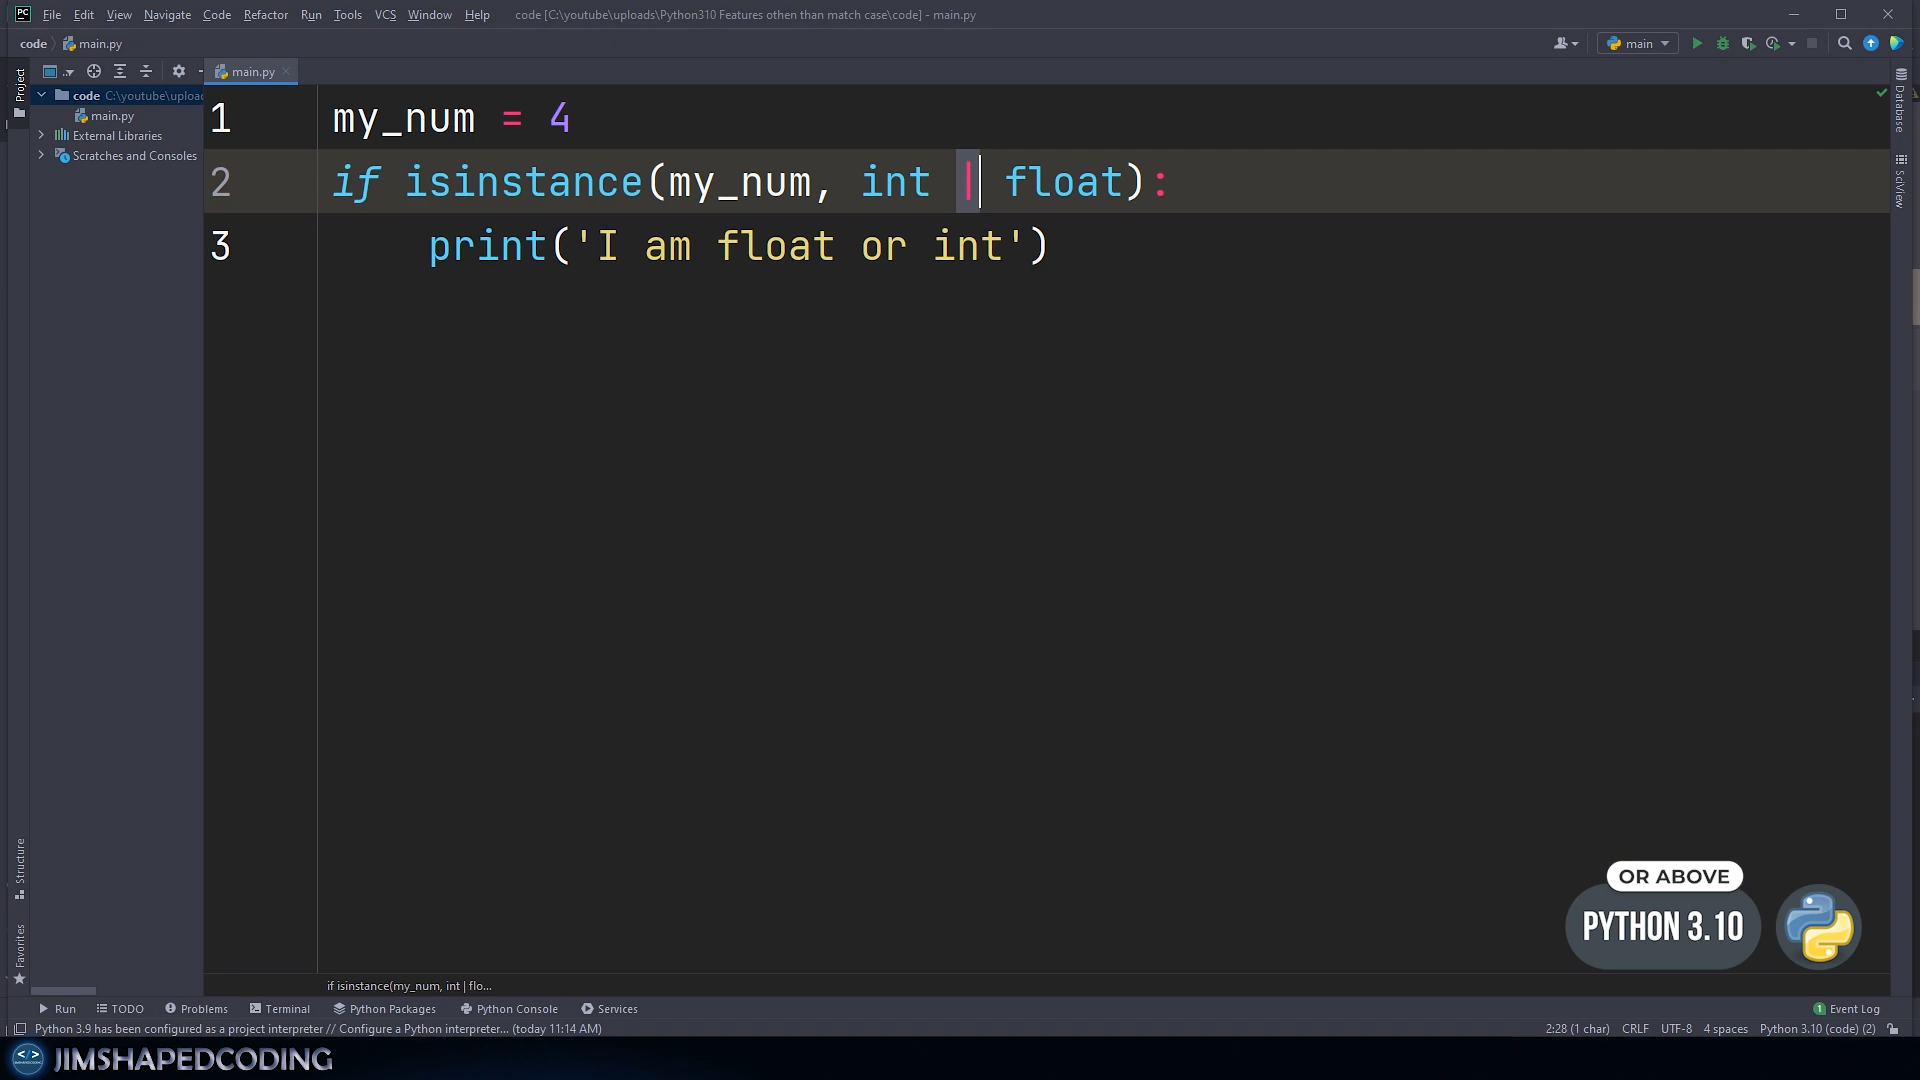 PC File Edit View Navigate Code Refactor Run Tools VCS Window Help code [C:\youtube\uploads\Python310 Features othen than match case\code] - main.py
code main.py main
Project main.py
code C:\youtube\uploac
main.py
External Libraries
Scratches and Consoles
1 my_num = 4
2 if isinstance(my_num, int | float):
3 print('I am float or int')
Database
SciView
Structure
Favorites
OR ABOVE
PYTHON 3.10
if isinstance(my_num, int | flo...
Run TODO Problems Terminal Python Packages Python Console Services 1 Event Log
Python 3.9 has been configured as a project interpreter // Configure a Python interpreter... (today 11:14 AM) 2:28 (1 char) CRLF UTF-8 4 spaces Python 3.10 (code) (2)
</> JIMSHAPEDCODING